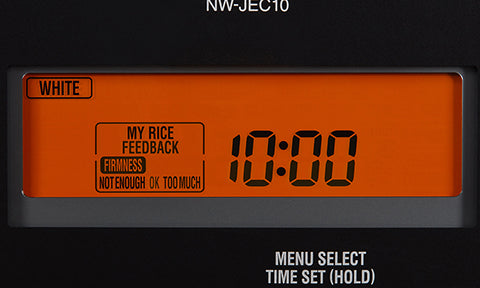 NW-JEC10
WHITE
MY RICE
FEEDBACK
FIRMNESS
NOT ENOUGH OK TOO MUCH
10:00
MENU SELECT
TIME SET (HOLD)